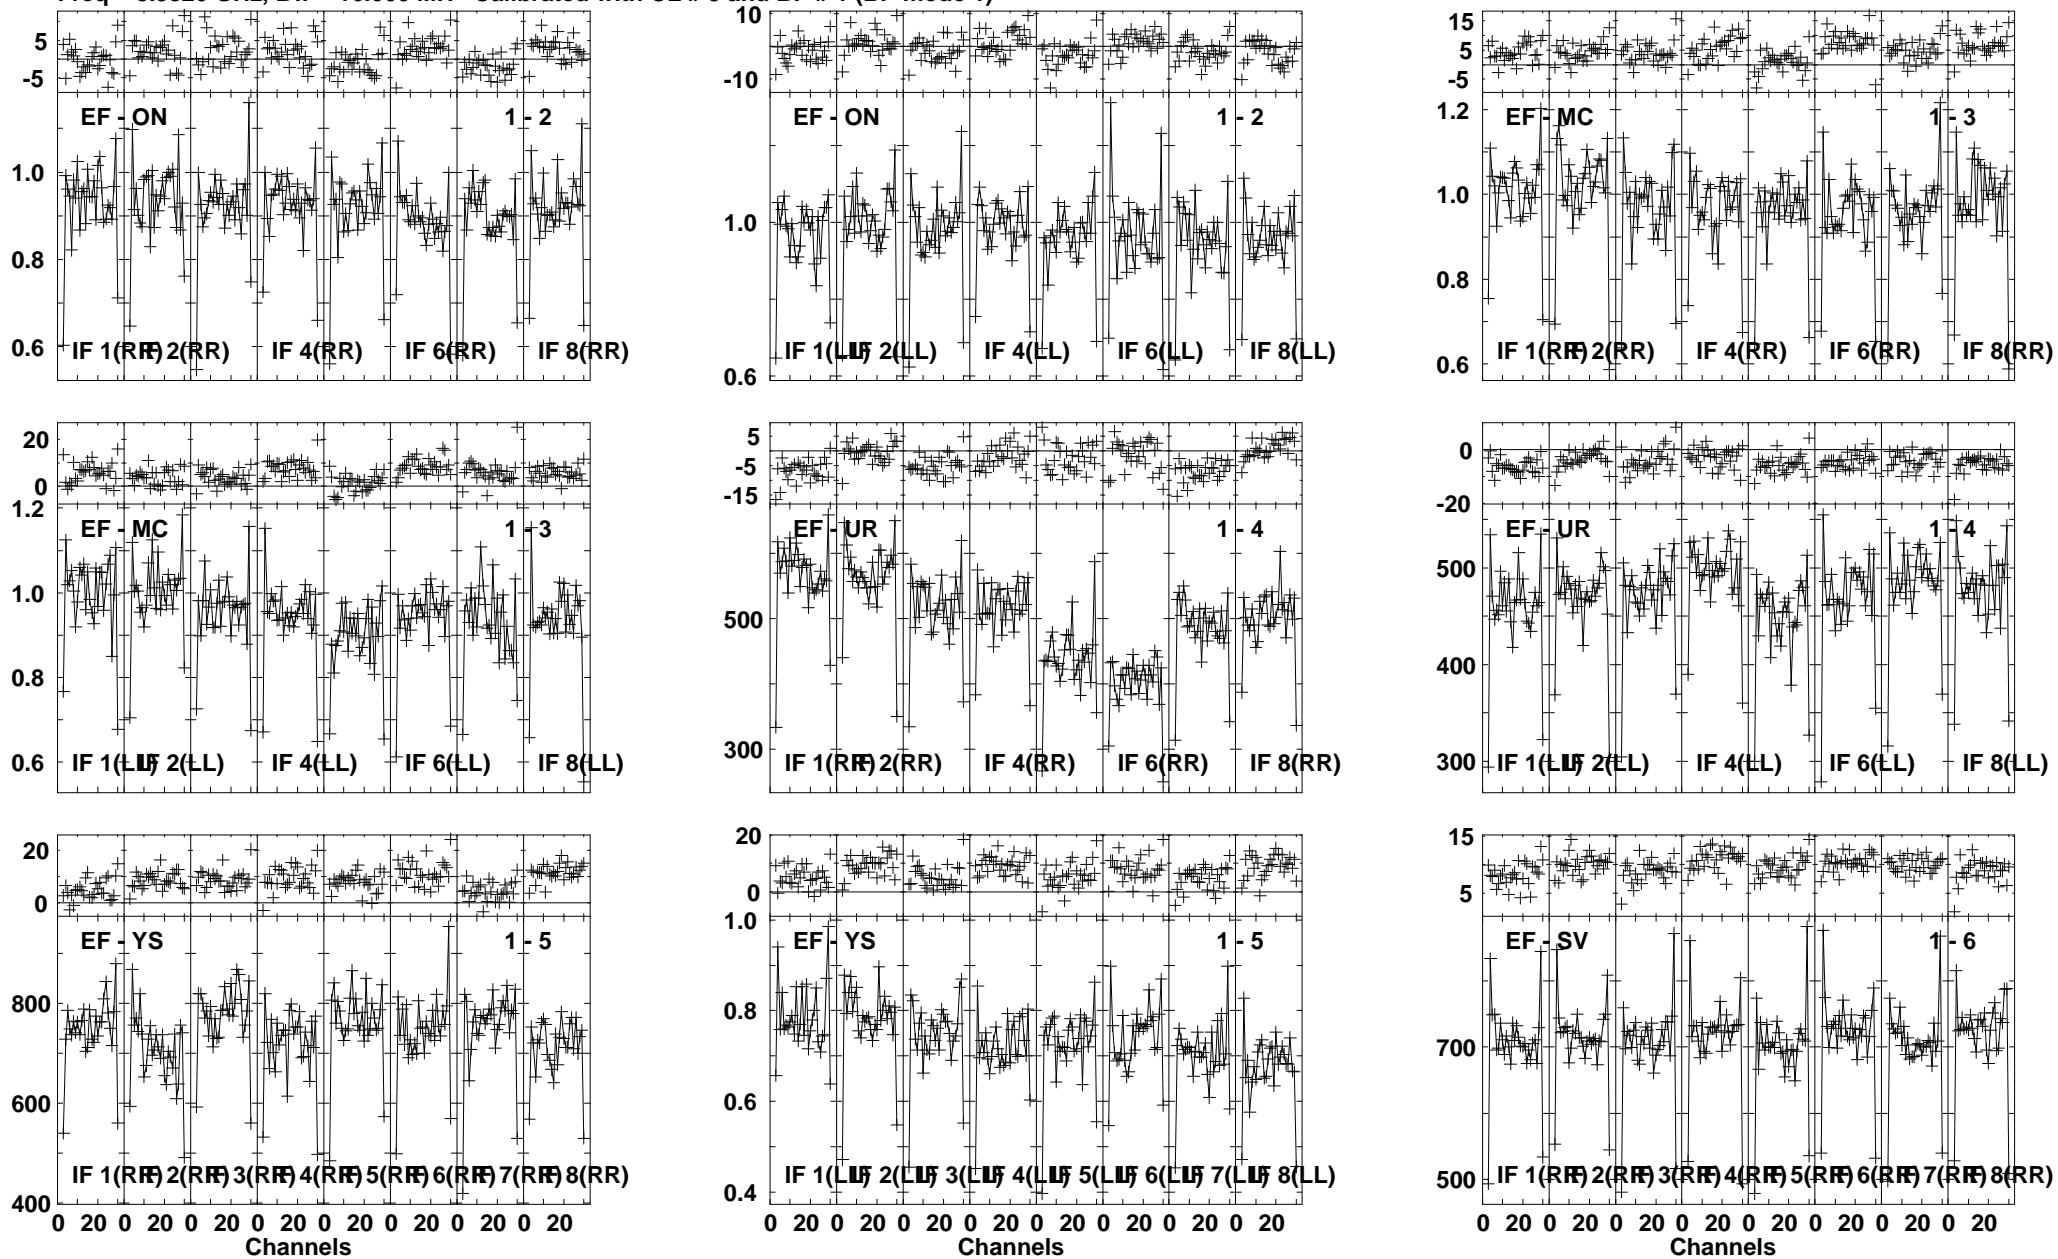 5
-5
EF - ON 1 - 2
1.0
0.8
0.6
IF 1(RR) IF 2(RR) IF 4(RR) IF 6(RR) IF 8(RR)
10
-10
EF - ON 1 - 2
1.0
0.6
IF 1(LL) IF 2(LL) IF 4(LL) IF 6(LL) IF 8(LL)
15
5
-5
EF - MC 1 - 3
1.2
1.0
0.8
0.6
IF 1(RR) IF 2(RR) IF 4(RR) IF 6(RR) IF 8(RR)
20
0
1.2
EF - MC 1 - 3
1.0
0.8
0.6
IF 1(LL) IF 2(LL) IF 4(LL) IF 6(LL) IF 8(LL)
5
-5
-15
EF - UR 1 - 4
500
300
IF 1(RR) IF 2(RR) IF 4(RR) IF 6(RR) IF 8(RR)
0
-20
EF - UR 1 - 4
500
400
300
IF 1(LL) IF 2(LL) IF 4(LL) IF 6(LL) IF 8(LL)
20
0
EF - YS 1 - 5
800
600
400
IF 1(RR) IF 2(RR) IF 3(RR) IF 4(RR) IF 5(RR) IF 6(RR) IF 7(RR) IF 8(RR)
0 20 0 20 0 20 0 20 0 20 0 20 0 20 0 20
Channels
20
10
0
1.0
EF - YS 1 - 5
0.8
0.6
0.4
IF 1(LL) IF 2(LL) IF 3(LL) IF 4(LL) IF 5(LL) IF 6(LL) IF 7(LL) IF 8(LL)
0 20 0 20 0 20 0 20 0 20 0 20 0 20 0 20
Channels
15
5
EF - SV 1 - 6
700
500
IF 1(RR) IF 2(RR) IF 3(RR) IF 4(RR) IF 5(RR) IF 6(RR) IF 7(RR) IF 8(RR)
0 20 0 20 0 20 0 20 0 20 0 20 0 20 0 20
Channels